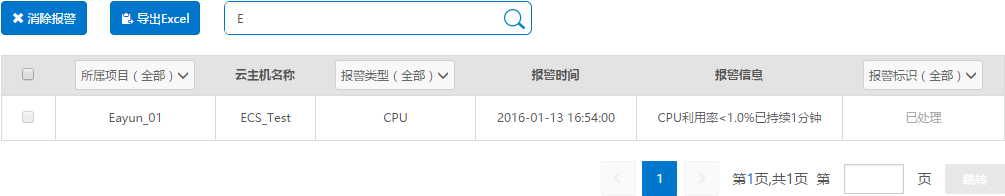 消除报警 导出Excel E
所属项目（全部） 云主机名称 报警类型（全部） 报警时间 报警信息 报警标识（全部）
Eayun_01 ECS_Test CPU 2016-01-13 16:54:00 CPU利用率<1.0%已持续1分钟 已处理
1 第1页,共1页 第 页 跳转